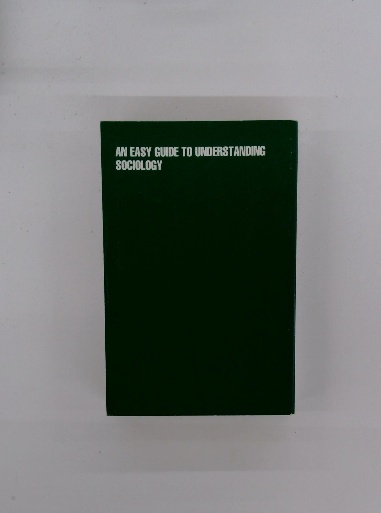 AN EASY GUIDE TO UNDERSTANDING
SOCIOLOGY